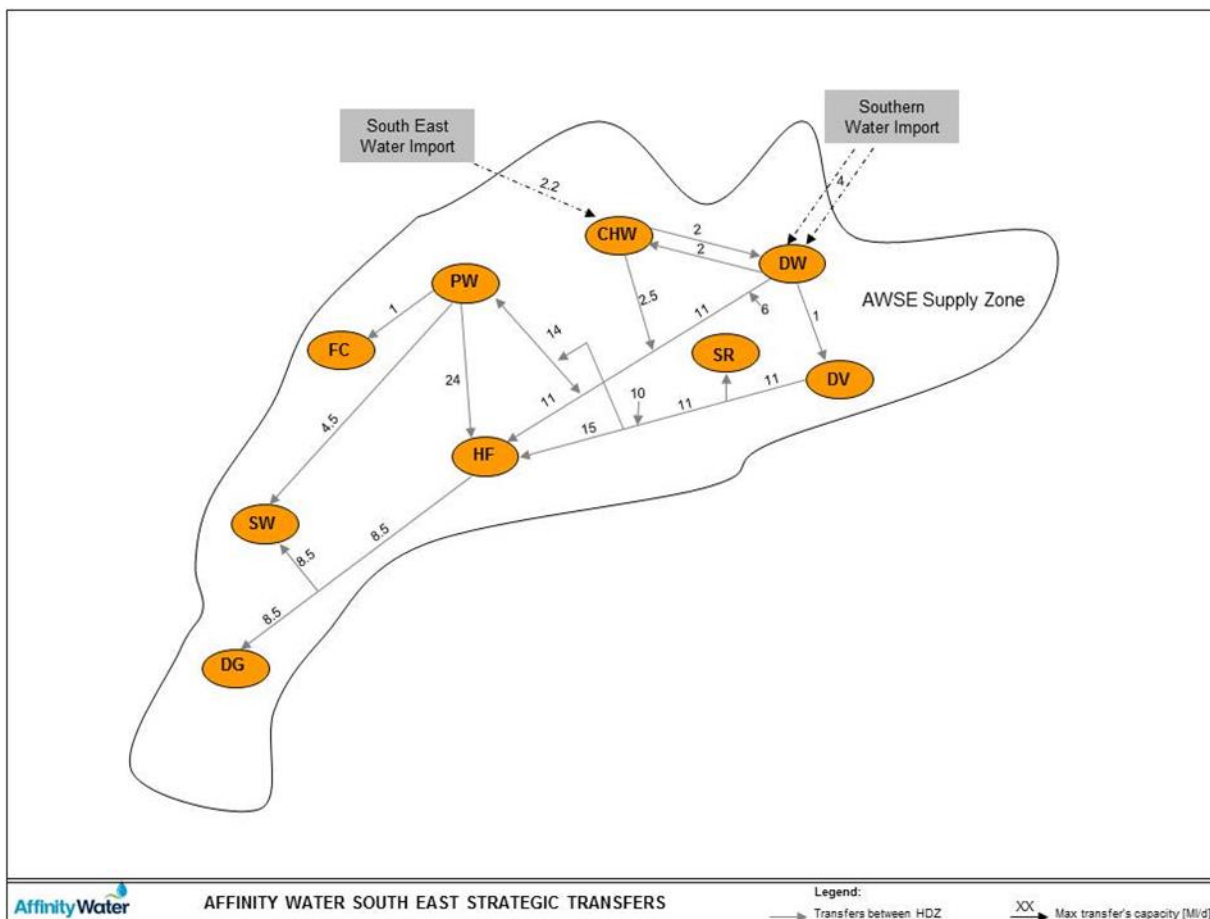 South East
Water Import
Southern
Water Import
2.2
4
CHW
2
2
DW
PW
2.5
11
6
AWSE Supply Zone
1
1
14
FC
SR
DV
24
11
10
11
11
4.5
15
HF
SW
8.5
8.5
8.5
DG
AffinityWater
AFFINITY WATER SOUTH EAST STRATEGIC TRANSFERS
Legend:
Transfers between HDZ
XX
Max transfer's capacity [Ml/d]